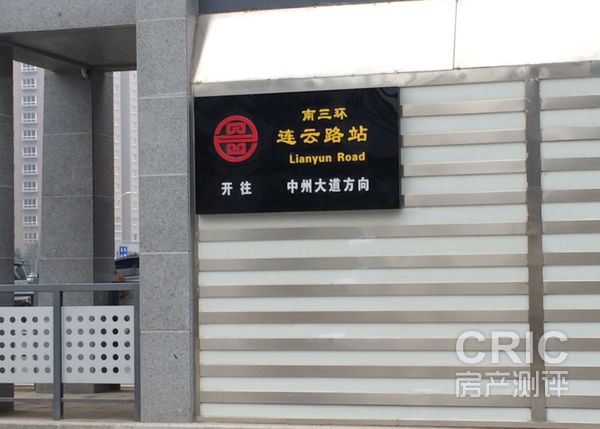 南三环
连云路站
Lianyun Road
开往 中州大道方向
CRIC
房产测评